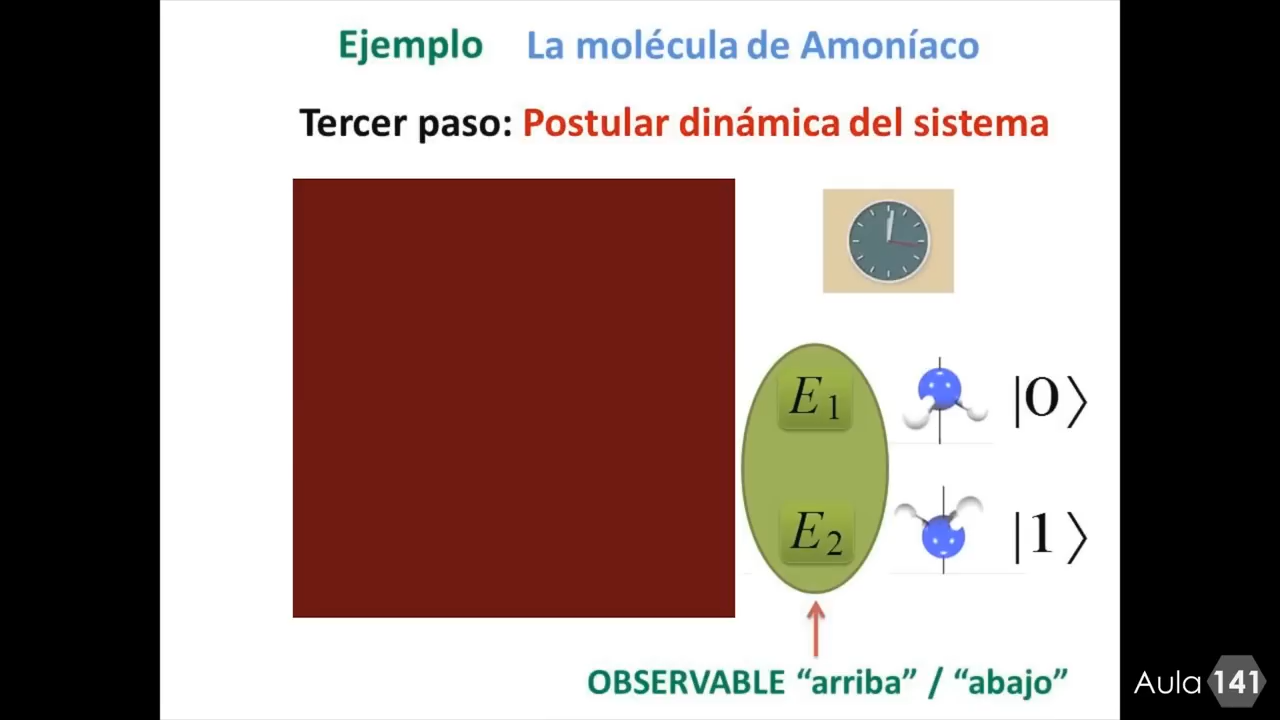 Ejemplo La molécula de Amoníaco
Tercer paso: Postular dinámica del sistema
E1 |0⟩
E2 |1⟩
OBSERVABLE “arriba” / “abajo”
Aula 141